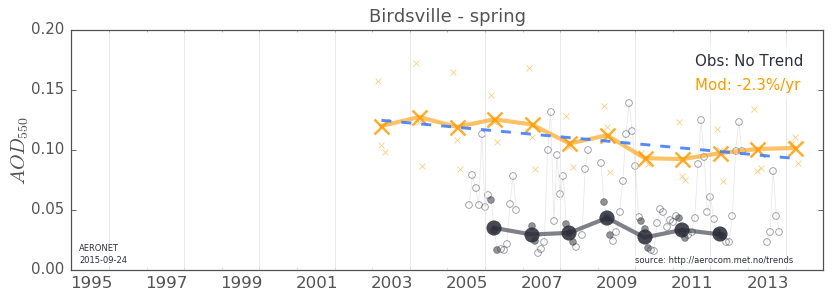 Birdsville - spring
0.20
0.15
0.10
0.05
0.00
AOD550
Obs: No Trend
Mod: -2.3%/yr
AERONET
2015-09-24
source: http://aerocom.met.no/trends
1995 1997 1999 2001 2003 2005 2007 2009 2011 2013